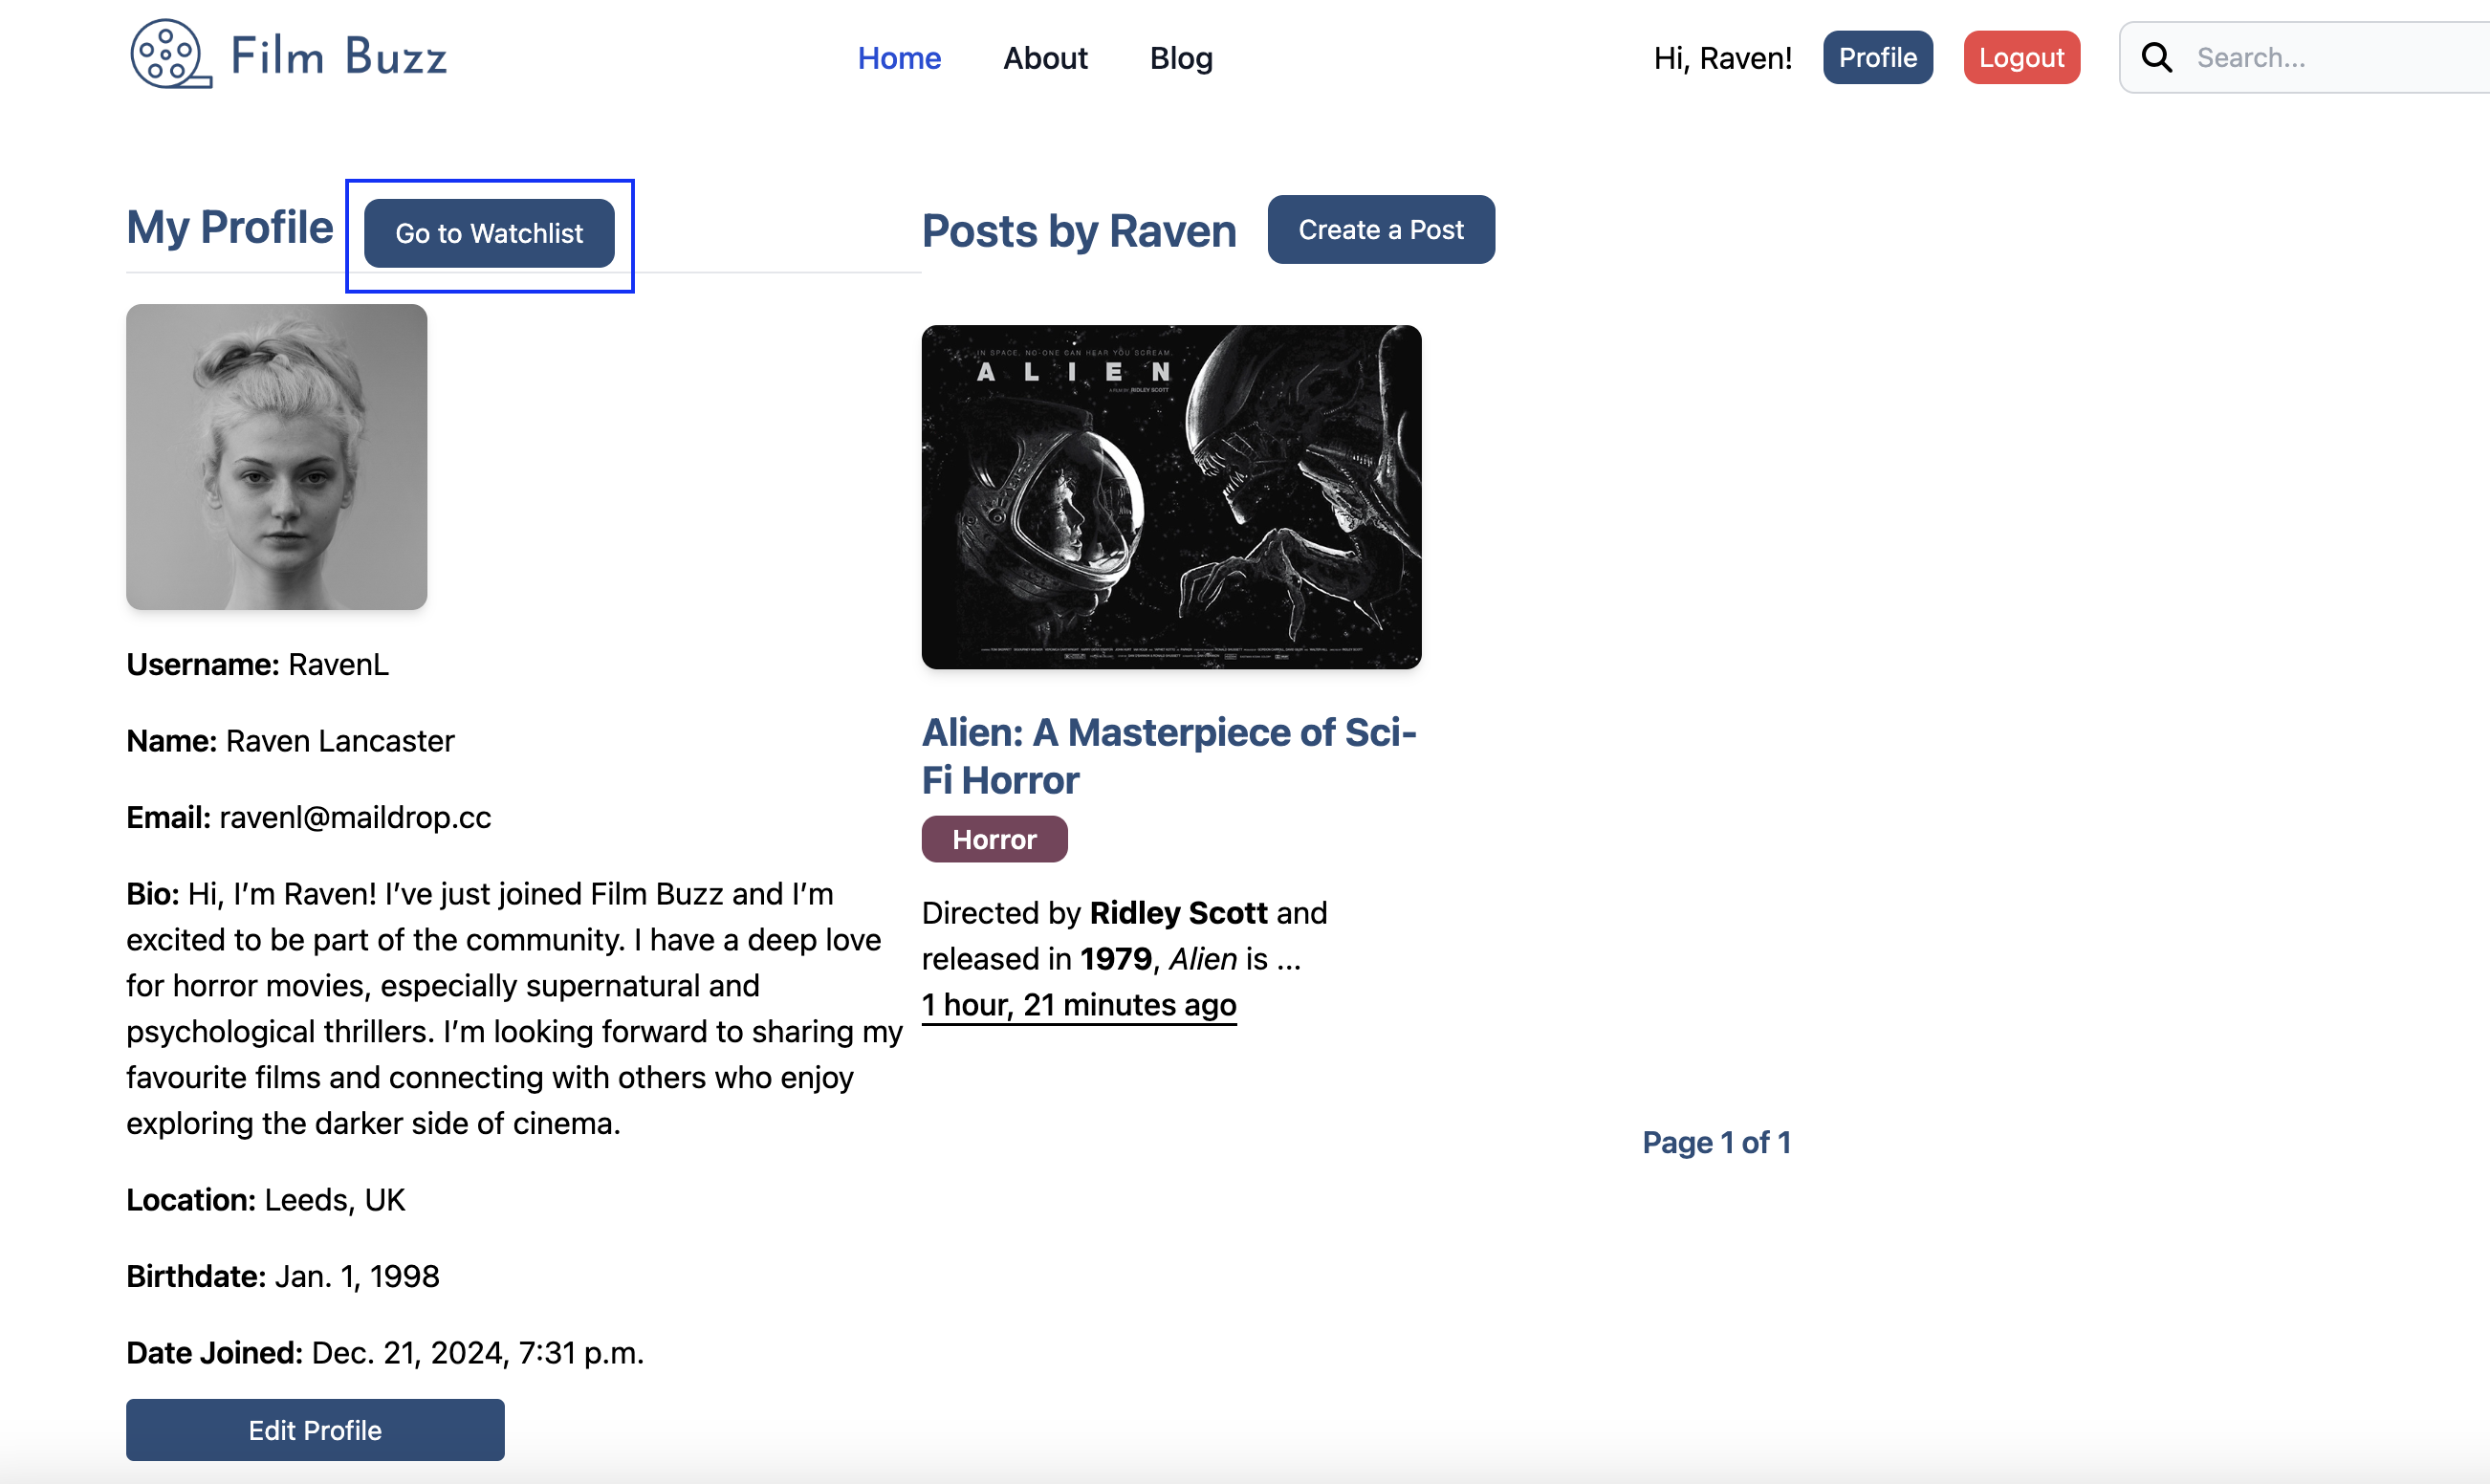 Film Buzz
Home
About
Blog
Hi, Raven!
Profile
Logout
Search...
My Profile
Go to Watchlist
Username: RavenL
Name: Raven Lancaster
Email: ravenl@maildrop.cc
Bio: Hi, I’m Raven! I’ve just joined Film Buzz and I’m
excited to be part of the community. I have a deep love
for horror movies, especially supernatural and
psychological thrillers. I’m looking forward to sharing my
favourite films and connecting with others who enjoy
exploring the darker side of cinema.
Location: Leeds, UK
Birthdate: Jan. 1, 1998
Date Joined: Dec. 21, 2024, 7:31 p.m.
Edit Profile
Posts by Raven
Create a Post
IN SPACE, NO-ONE CAN HEAR YOU SCREAM.
ALIEN
A FILM BY RIDLEY SCOTT
Alien: A Masterpiece of Sci-
Fi Horror
Horror
Directed by Ridley Scott and
released in 1979, Alien is ...
1 hour, 21 minutes ago
Page 1 of 1